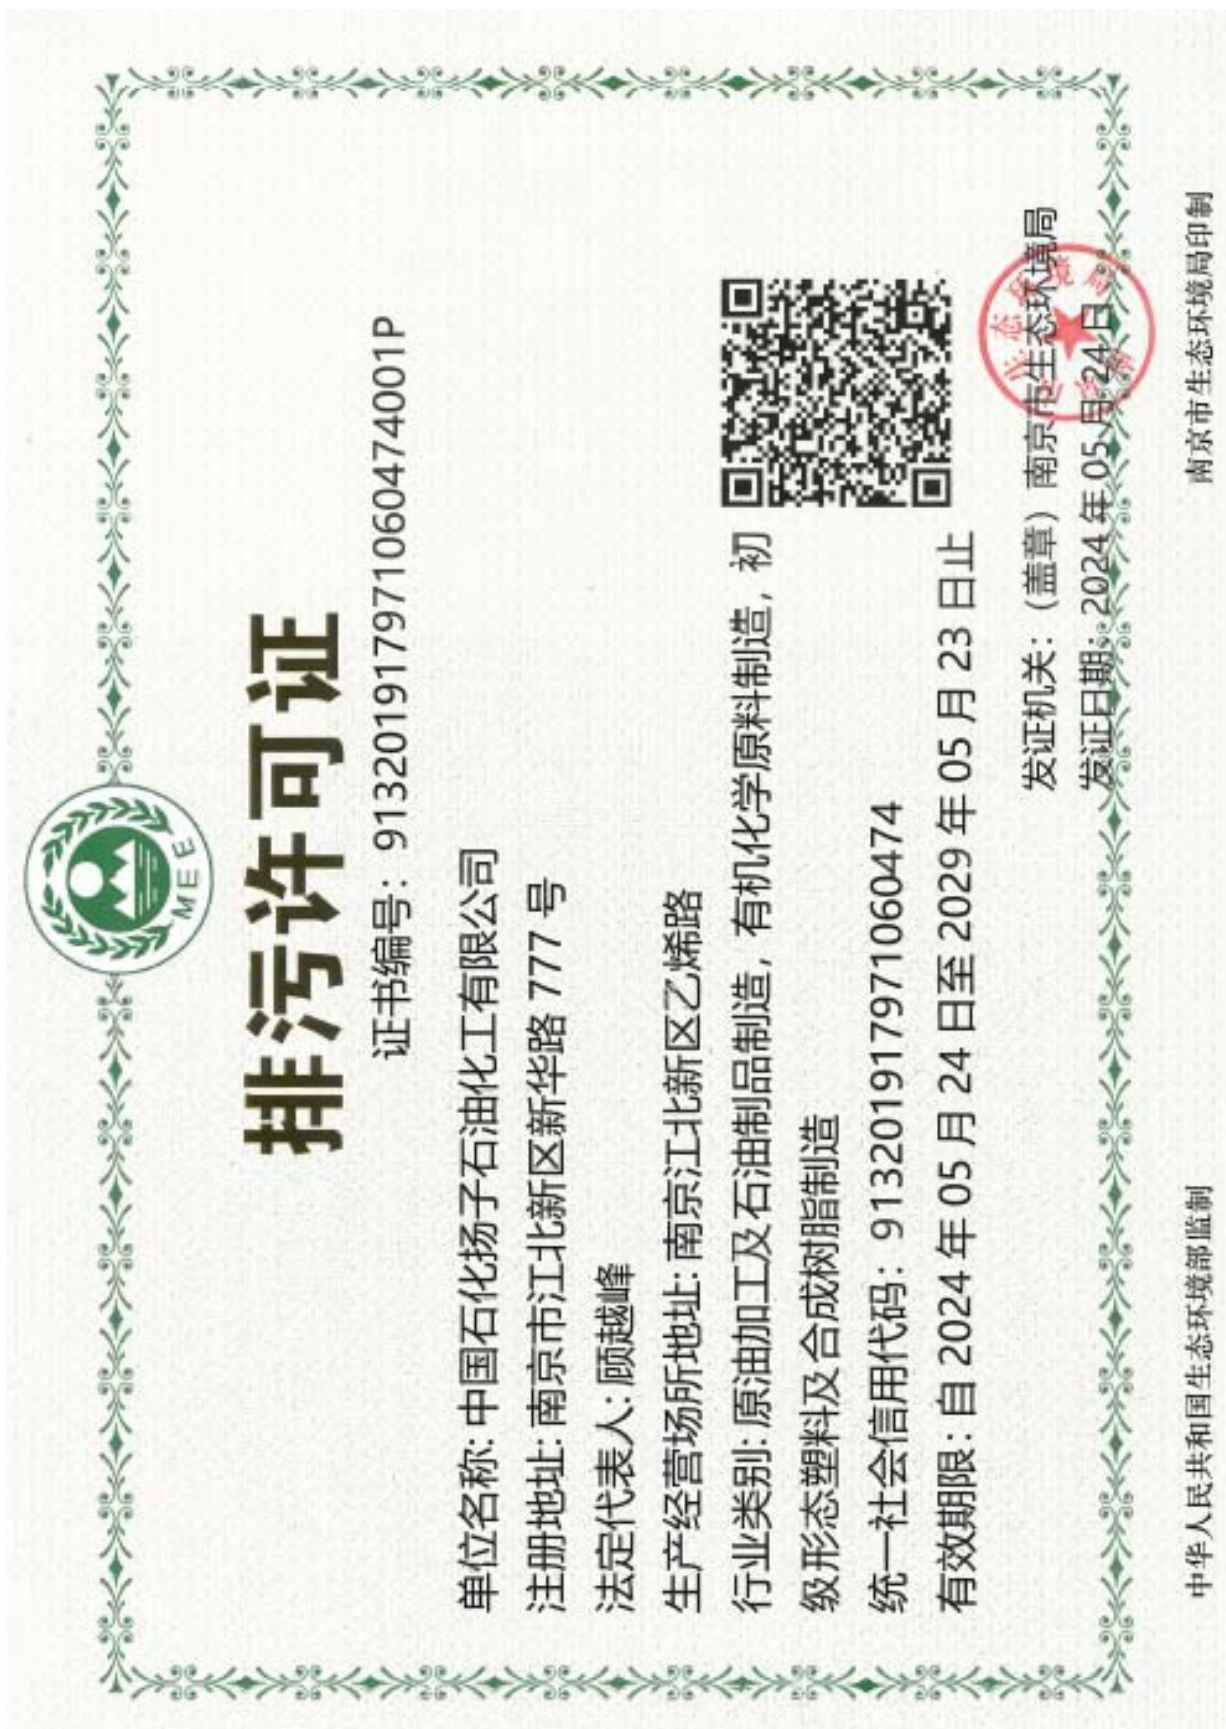 MEE
排污许可证
证书编号：91320191797106047​4001P
单位名称: 中国石化扬子石油化工有限公司
注册地址: 南京市江北新区新华路 777 号
法定代表人: 顾越峰
生产经营场所地址: 南京江北新区乙烯路
行业类别: 原油加工及石油制品制造，有机化学原料制造，初
级形态塑料及合成树脂制造
统一社会信用代码：913201917971060474
有效期限: 自 2024 年 05 月 24 日至 2029 年 05 月 23 日止
发证机关：（盖章）南京市生态环境局
发证日期: 2024 年 05 月 24 日
中华人民共和国生态环境部监制
南京市生态环境局印制